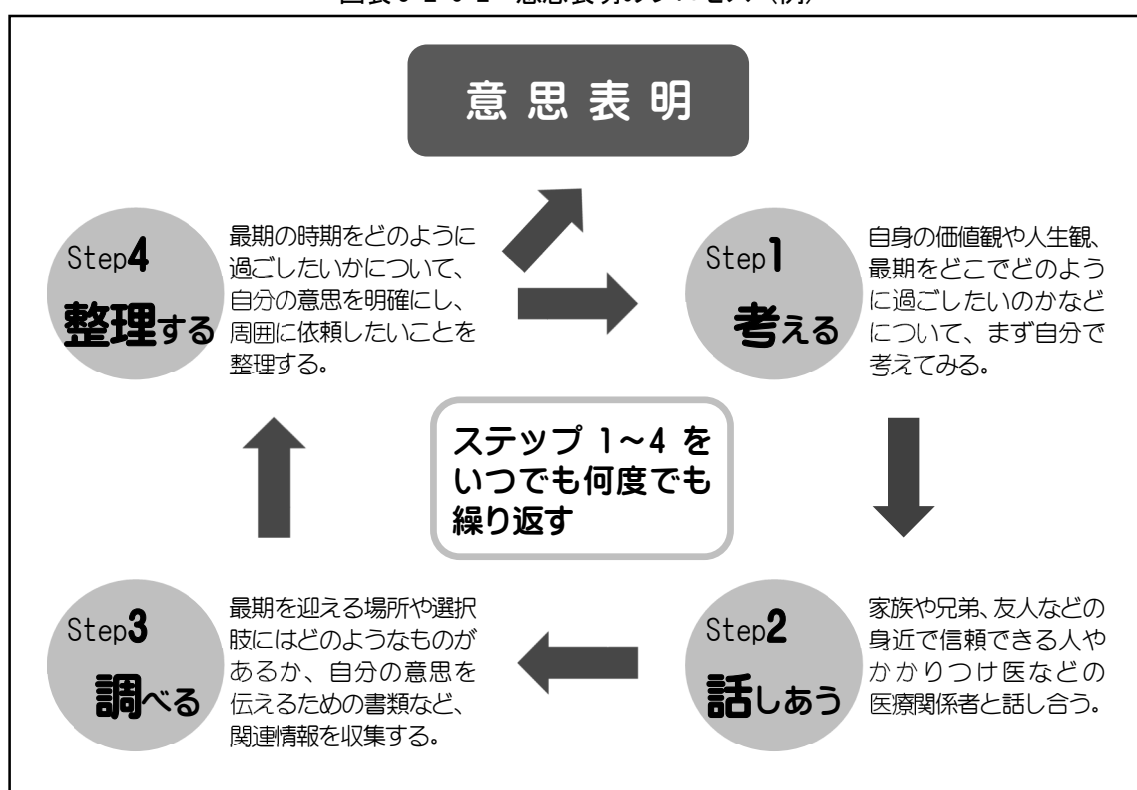 意思表明
Step1
考える
自身の価値観や人生観、
最期をどこでどのよう
に過ごしたいのかなど
について、まず自分で
考えてみる。
Step2
話しあう
家族や兄弟、友人などの
身近で信頼できる人や
かかりつけ医などの
医療関係者と話し合う。
Step3
調べる
最期を迎える場所や選択
肢にはどのようなものが
あるか、自分の意思を
伝えるための書類など、
関連情報を収集する。
Step4
整理する
最期の時期をどのように
過ごしたいかについて、
自分の意思を明確にし、
周囲に依頼したいことを
整理する。
ステップ 1~4 を
いつでも何度でも
繰り返す